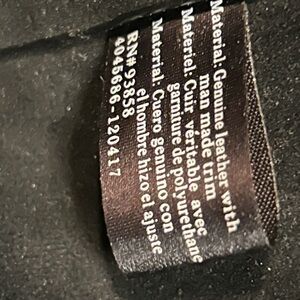 Material: Genuine leather with
man made trim
Materiel: Cuir véritable avec
garniture de polyurethane
Material: Cuero genuino con
el hombre hizo el ajuste
RN# 93858
4045686-120417